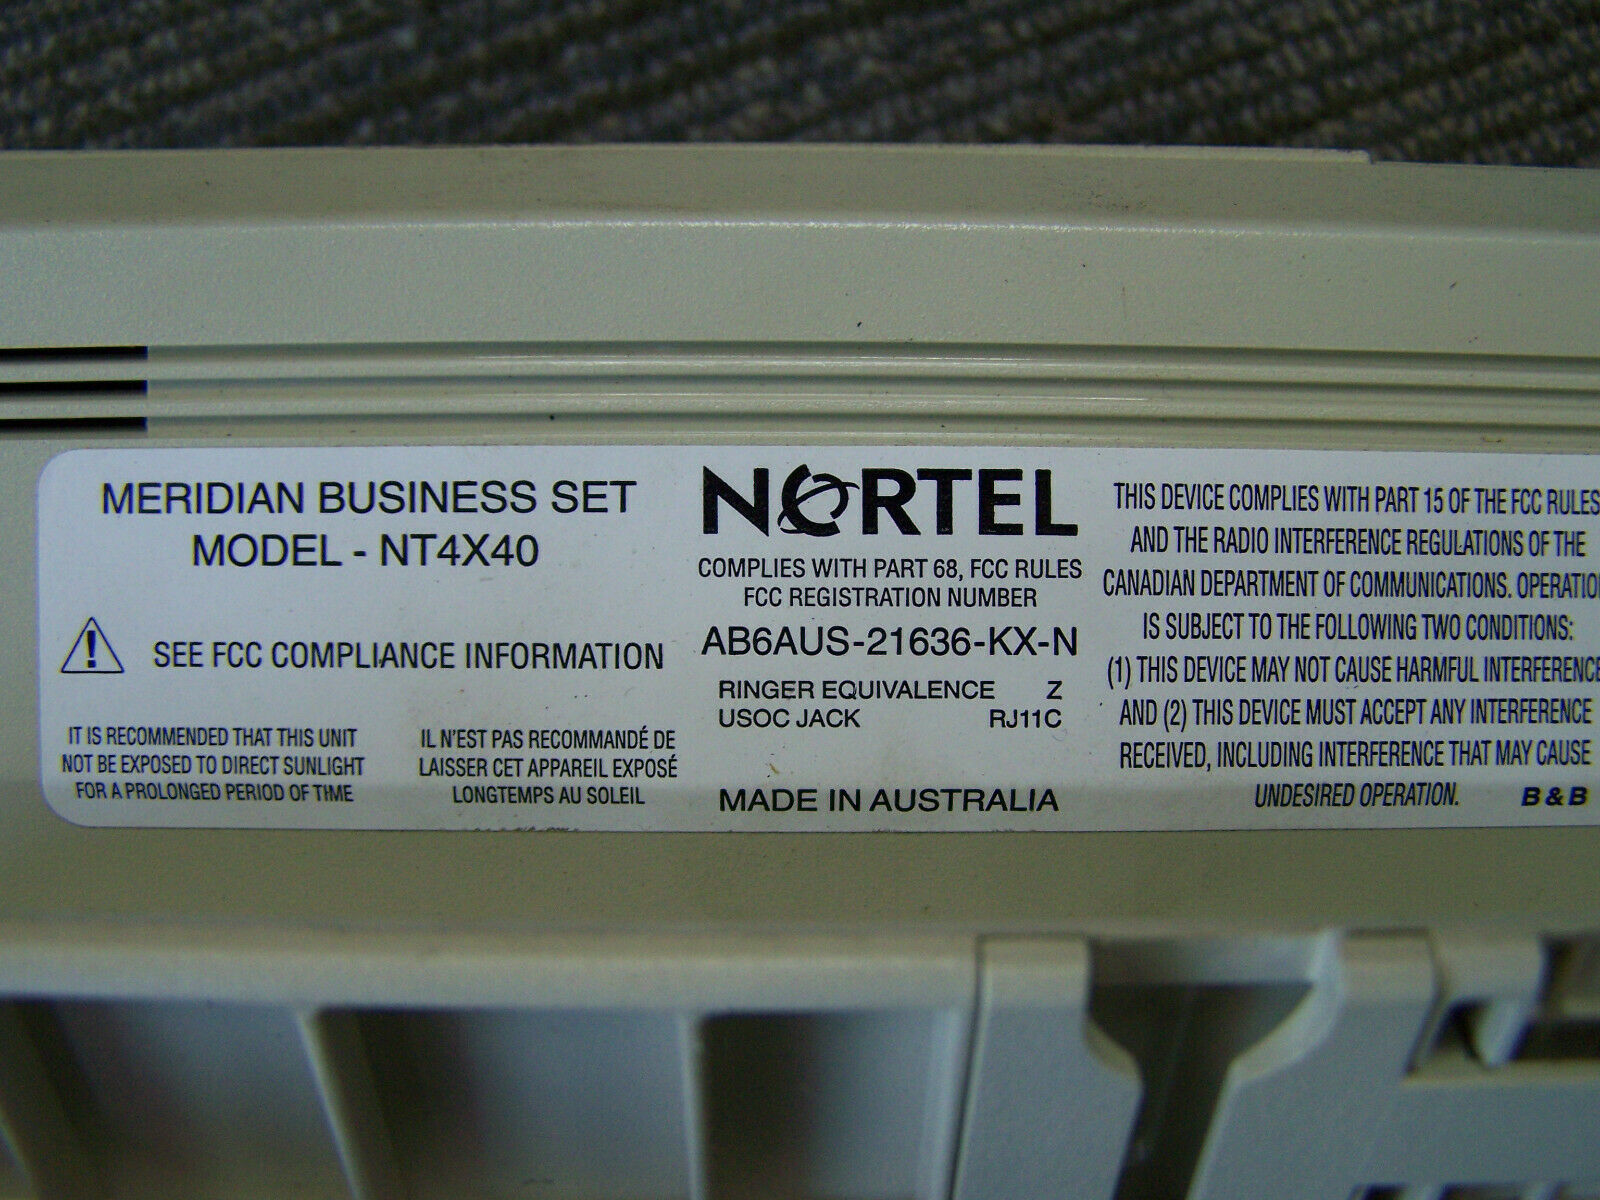 MERIDIAN BUSINESS SET
MODEL - NT4X40
SEE FCC COMPLIANCE INFORMATION
IT IS RECOMMENDED THAT THIS UNIT
NOT BE EXPOSED TO DIRECT SUNLIGHT
FOR A PROLONGED PERIOD OF TIME
IL N'EST PAS RECOMMANDÉ DE
LAISSER CET APPAREIL EXPOSÉ
LONGTEMPS AU SOLEIL
NORTEL
COMPLIES WITH PART 68, FCC RULES
FCC REGISTRATION NUMBER
AB6AUS-21636-KX-N
RINGER EQUIVALENCE Z
USOC JACK RJ11C
MADE IN AUSTRALIA
THIS DEVICE COMPLIES WITH PART 15 OF THE FCC RULES
AND THE RADIO INTERFERENCE REGULATIONS OF THE
CANADIAN DEPARTMENT OF COMMUNICATIONS. OPERATION
IS SUBJECT TO THE FOLLOWING TWO CONDITIONS:
(1) THIS DEVICE MAY NOT CAUSE HARMFUL INTERFERENCE
AND (2) THIS DEVICE MUST ACCEPT ANY INTERFERENCE
RECEIVED, INCLUDING INTERFERENCE THAT MAY CAUSE
UNDESIRED OPERATION. B & B